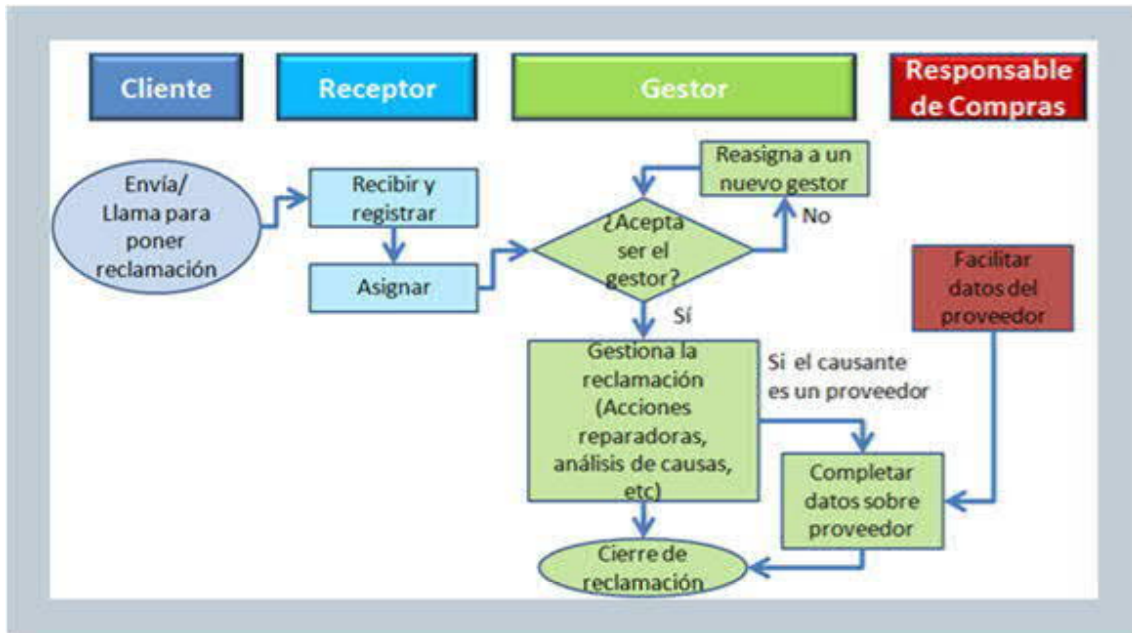 Cliente
Receptor
Gestor
Responsable
de Compras
Envía/
Llama para
poner
reclamación
Recibir y
registrar
Asignar
Reasigna a un
nuevo gestor
¿Acepta
ser el
gestor?
No
Sí
Facilitar
datos del
proveedor
Gestiona la
reclamación
(Acciones
reparadoras,
análisis de causas,
etc)
Si el causante
es un proveedor
Completar
datos sobre
proveedor
Cierre de
reclamación